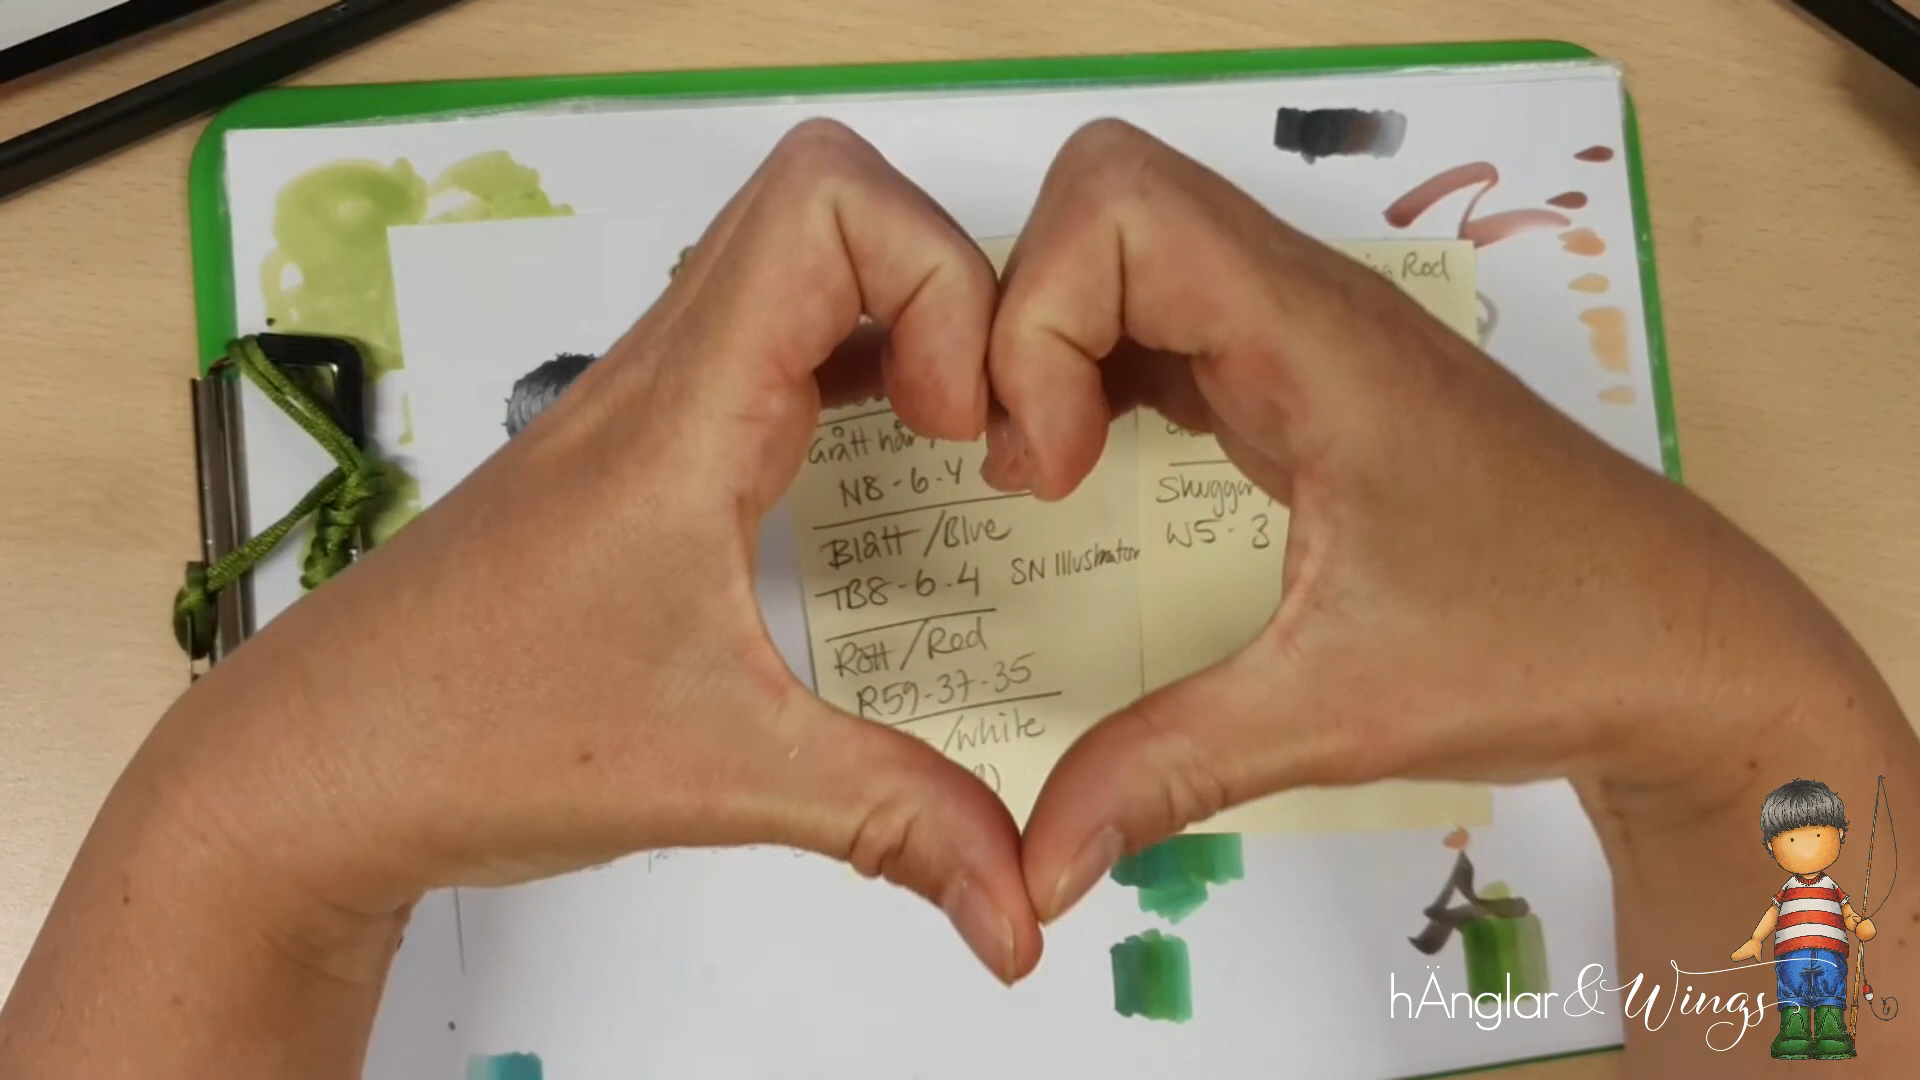 Rod
Grått hår
N8-6-4
Blått/Blue
TB8-6-4 SN Illustrator
Rött/Red
R59-37-35
/white
Skuggor
W5-3
hÄnglar & Wings